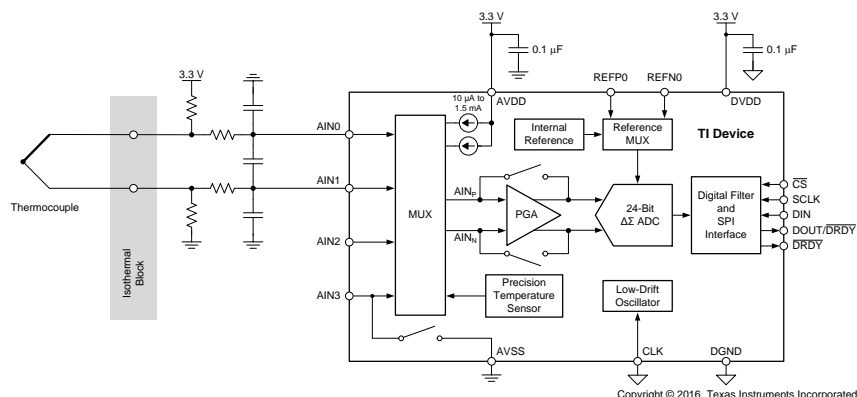 3.3 V
3.3 V
0.1 μF
0.1 μF
3.3 V
10 μA to
1.5 mA
AVDD
REFP0
REFN0
DVDD
TI Device
Internal
Reference
Reference
MUX
AIN0
AIN1
AIN2
AIN3
MUX
AINP
AINN
PGA
24-Bit
ΔΣ ADC
Digital Filter
and
SPI
Interface
CS
SCLK
DIN
DOUT/DRDY
DRDY
Thermocouple
Isothermal
Block
Precision
Temperature
Sensor
Low-Drift
Oscillator
AVSS
CLK
DGND
Copyright © 2016, Texas Instruments Incorporated